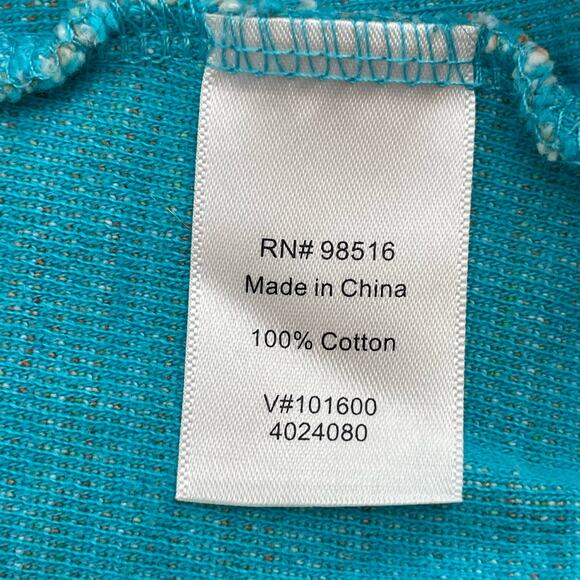 RN# 98516
Made in China
100% Cotton
V#101600
4024080